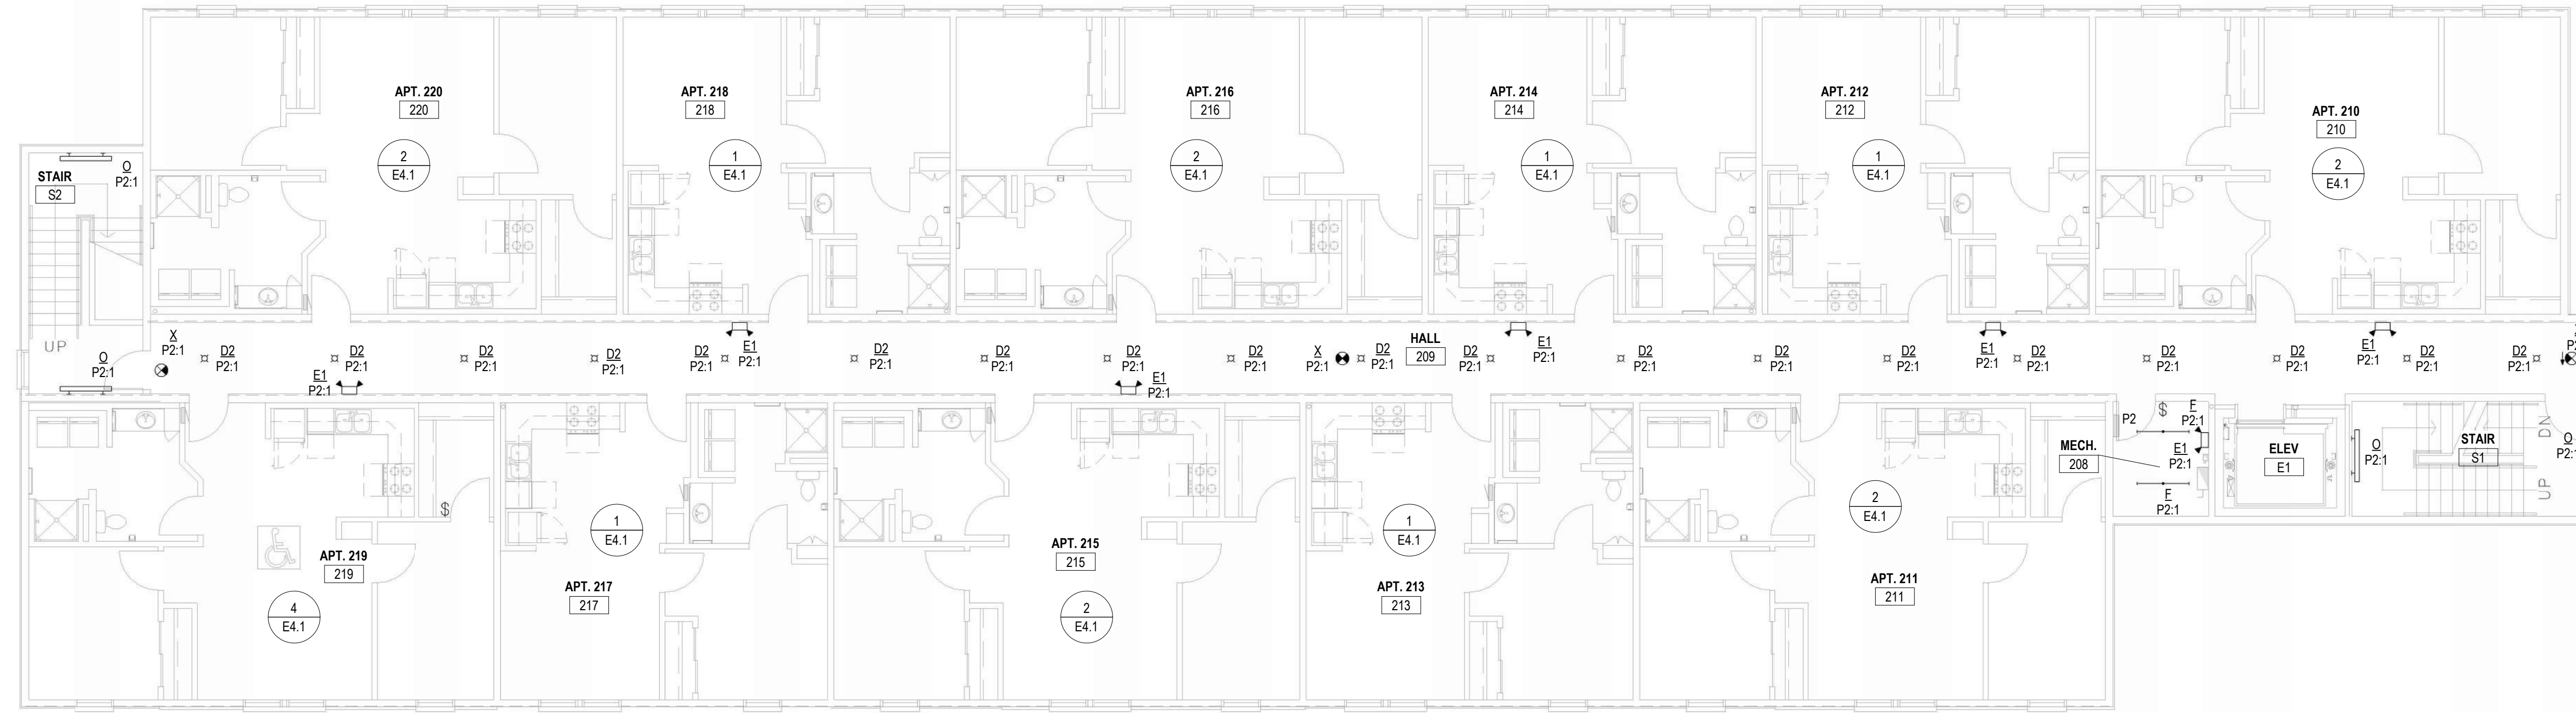 APT. 220
220
2
E4.1
APT. 218
218
1
E4.1
APT. 216
216
2
E4.1
APT. 214
214
1
E4.1
APT. 212
212
1
E4.1
APT. 210
210
2
E4.1
STAIR
S2
O
P2:1
UP
O
P2:1
X
P2:1
D2
P2:1
E1
P2:1
D2
P2:1
D2
P2:1
D2
P2:1
D2
P2:1
E1
P2:1
D2
P2:1
D2
P2:1
D2
P2:1
E1
P2:1
D2
P2:1
X
P2:1
D2
P2:1
HALL
209
D2
P2:1
E1
P2:1
D2
P2:1
D2
P2:1
D2
P2:1
E1
P2:1
D2
P2:1
D2
P2:1
D2
P2:1
E1
P2:1
D2
P2:1
D2
P2:1
APT. 219
219
4
E4.1
$
1
E4.1
APT. 217
217
APT. 215
215
2
E4.1
1
E4.1
APT. 213
213
2
E4.1
APT. 211
211
MECH.
208
P2
$
F
P2:1
E1
P2:1
F
P2:1
ELEV
E1
O
P2:1
STAIR
S1
DN
UP
O
P2:1